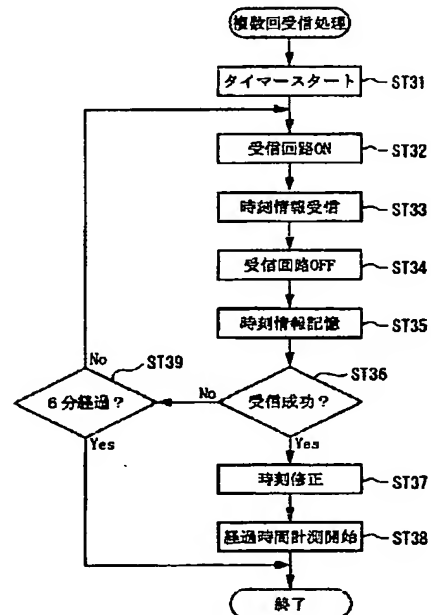 複数回受信処理
タイマースタート ST31
受信回路ON ST32
時刻情報受信 ST33
受信回路OFF ST34
時刻情報記憶 ST35
No ST39 ST36
6分経過? No 受信成功?
Yes Yes
時刻修正 ST37
経過時間計測開始 ST38
終了